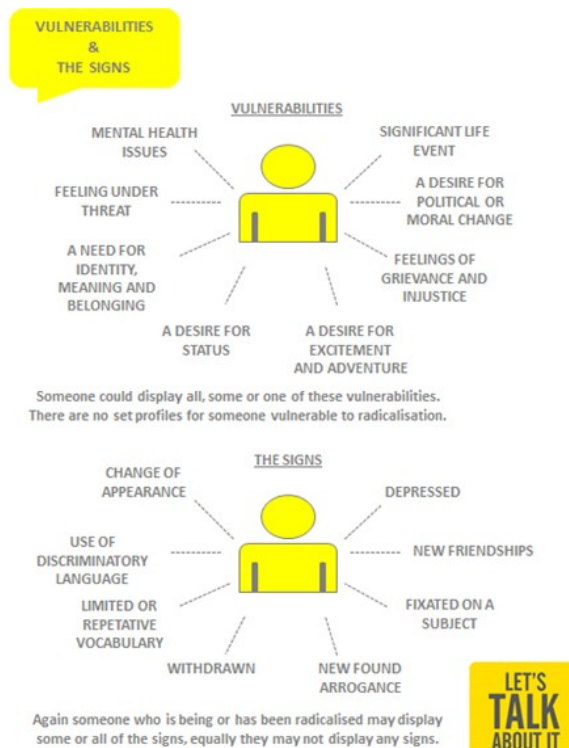 VULNERABILITIES
&
THE SIGNS
VULNERABILITIES
MENTAL HEALTH
ISSUES
SIGNIFICANT LIFE
EVENT
FEELING UNDER
THREAT
A DESIRE FOR
POLITICAL OR
MORAL CHANGE
A NEED FOR
IDENTITY,
MEANING AND
BELONGING
FEELINGS OF
GRIEVANCE AND
INJUSTICE
A DESIRE FOR
STATUS
A DESIRE FOR
EXCITEMENT
AND ADVENTURE
Someone could display all, some or one of these vulnerabilities.
There are no set profiles for someone vulnerable to radicalisation.
THE SIGNS
CHANGE OF
APPEARANCE
DEPRESSED
USE OF
DISCRIMINATORY
LANGUAGE
NEW FRIENDSHIPS
LIMITED OR
REPETATIVE
VOCABULARY
FIXATED ON A
SUBJECT
WITHDRAWN
NEW FOUND
ARROGANCE
Again someone who is being or has been radicalised may display
some or all of the signs, equally they may not display any signs.
LET'S
TALK
ABOUT IT